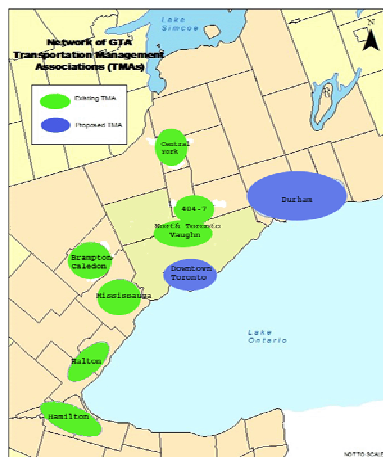 Lake
Simcoe
Network of GTA
Transportation Management
Associations (TMAs)
N
Existing TMA
Proposed TMA
Central
York
Durham
404-7
North Toronto
Vaughn
Brampton
Caledon
Downtown
Toronto
Mississauga
Lake
Ontario
Halton
Hamilton
NOT TO SCALE